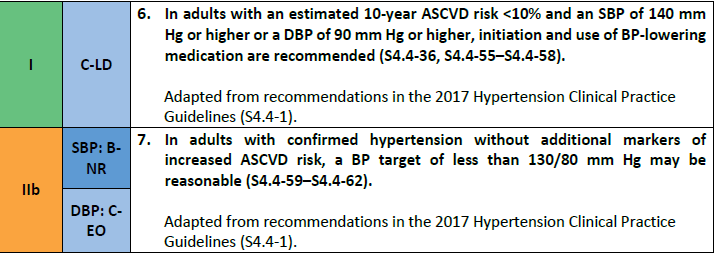 I
C-LD
6. In adults with an estimated 10-year ASCVD risk <10% and an SBP of 140 mm
Hg or higher or a DBP of 90 mm Hg or higher, initiation and use of BP-lowering
medication are recommended (S4.4-36, S4.4-55–S4.4-58).
Adapted from recommendations in the 2017 Hypertension Clinical Practice
Guidelines (S4.4-1).
IIb
SBP: B-
NR
DBP: C-
EO
7. In adults with confirmed hypertension without additional markers of
increased ASCVD risk, a BP target of less than 130/80 mm Hg may be
reasonable (S4.4-59–S4.4-62).
Adapted from recommendations in the 2017 Hypertension Clinical Practice
Guidelines (S4.4-1).